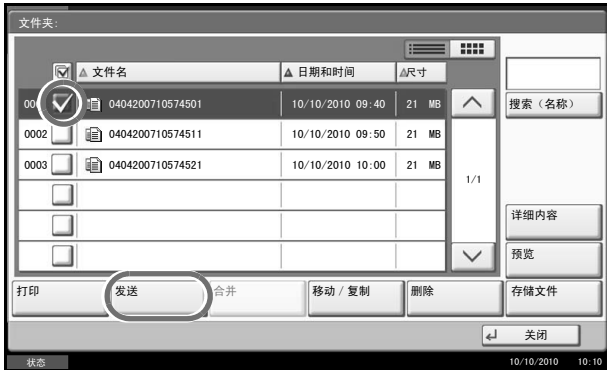 文件夹:
文件名 日期和时间 尺寸
0404200710574501 10/10/2010 09:40 21 MB
搜索（名称）
0002 0404200710574511 10/10/2010 09:50 21 MB
0003 0404200710574521 10/10/2010 10:00 21 MB
1/1
详细内容
预览
打印 发送 合并 移动 / 复制 删除 存储文件
关闭
状态 10/10/2010 10:10